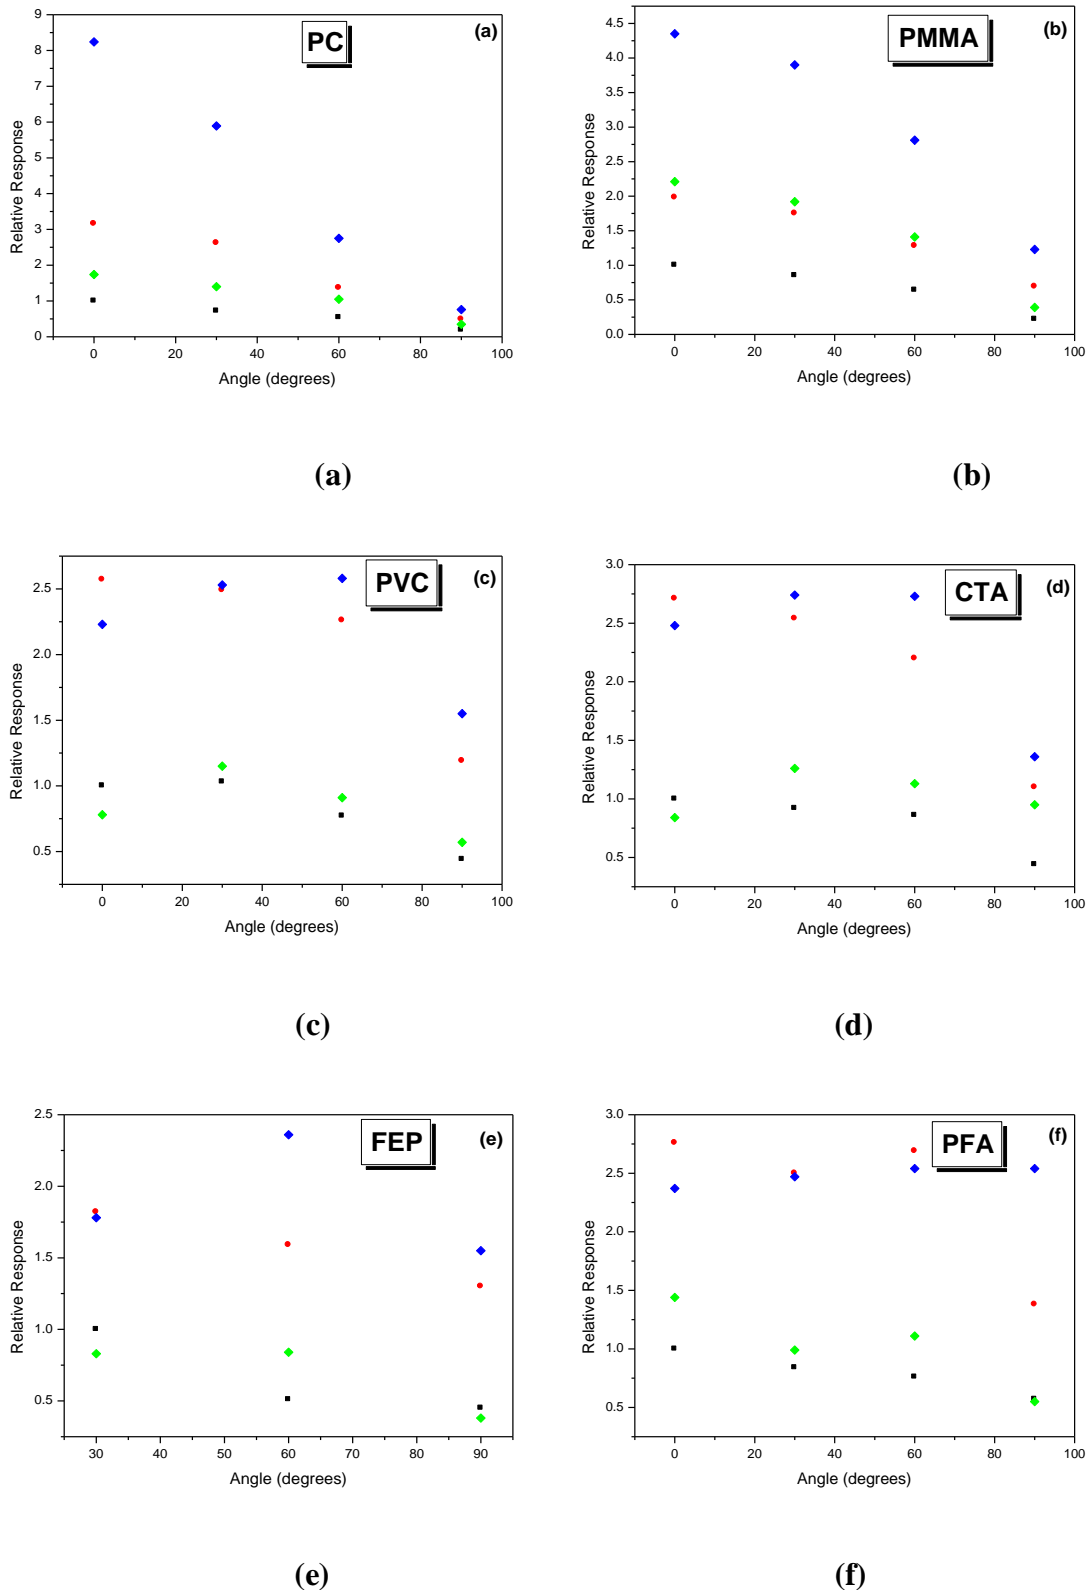 PC
(a)
9
8
7
6
5
4
3
2
1
0
Relative Response
0 20 40 60 80 100
Angle (degrees)
PMMA
(b)
4.5
4.0
3.5
3.0
2.5
2.0
1.5
1.0
0.5
0.0
Relative Response
0 20 40 60 80 100
Angle (degrees)
(a)
(b)
PVC
(c)
2.5
2.0
1.5
1.0
0.5
Relative Response
0 20 40 60 80 100
Angle (degrees)
CTA
(d)
3.0
2.5
2.0
1.5
1.0
0.5
Relative Response
0 20 40 60 80 100
Angle (degrees)
(c)
(d)
FEP
(e)
2.5
2.0
1.5
1.0
0.5
Relative Response
30 40 50 60 70 80 90
Angle (degrees)
PFA
(f)
3.0
2.5
2.0
1.5
1.0
0.5
Relative Response
0 20 40 60 80 100
Angle (degrees)
(e)
(f)